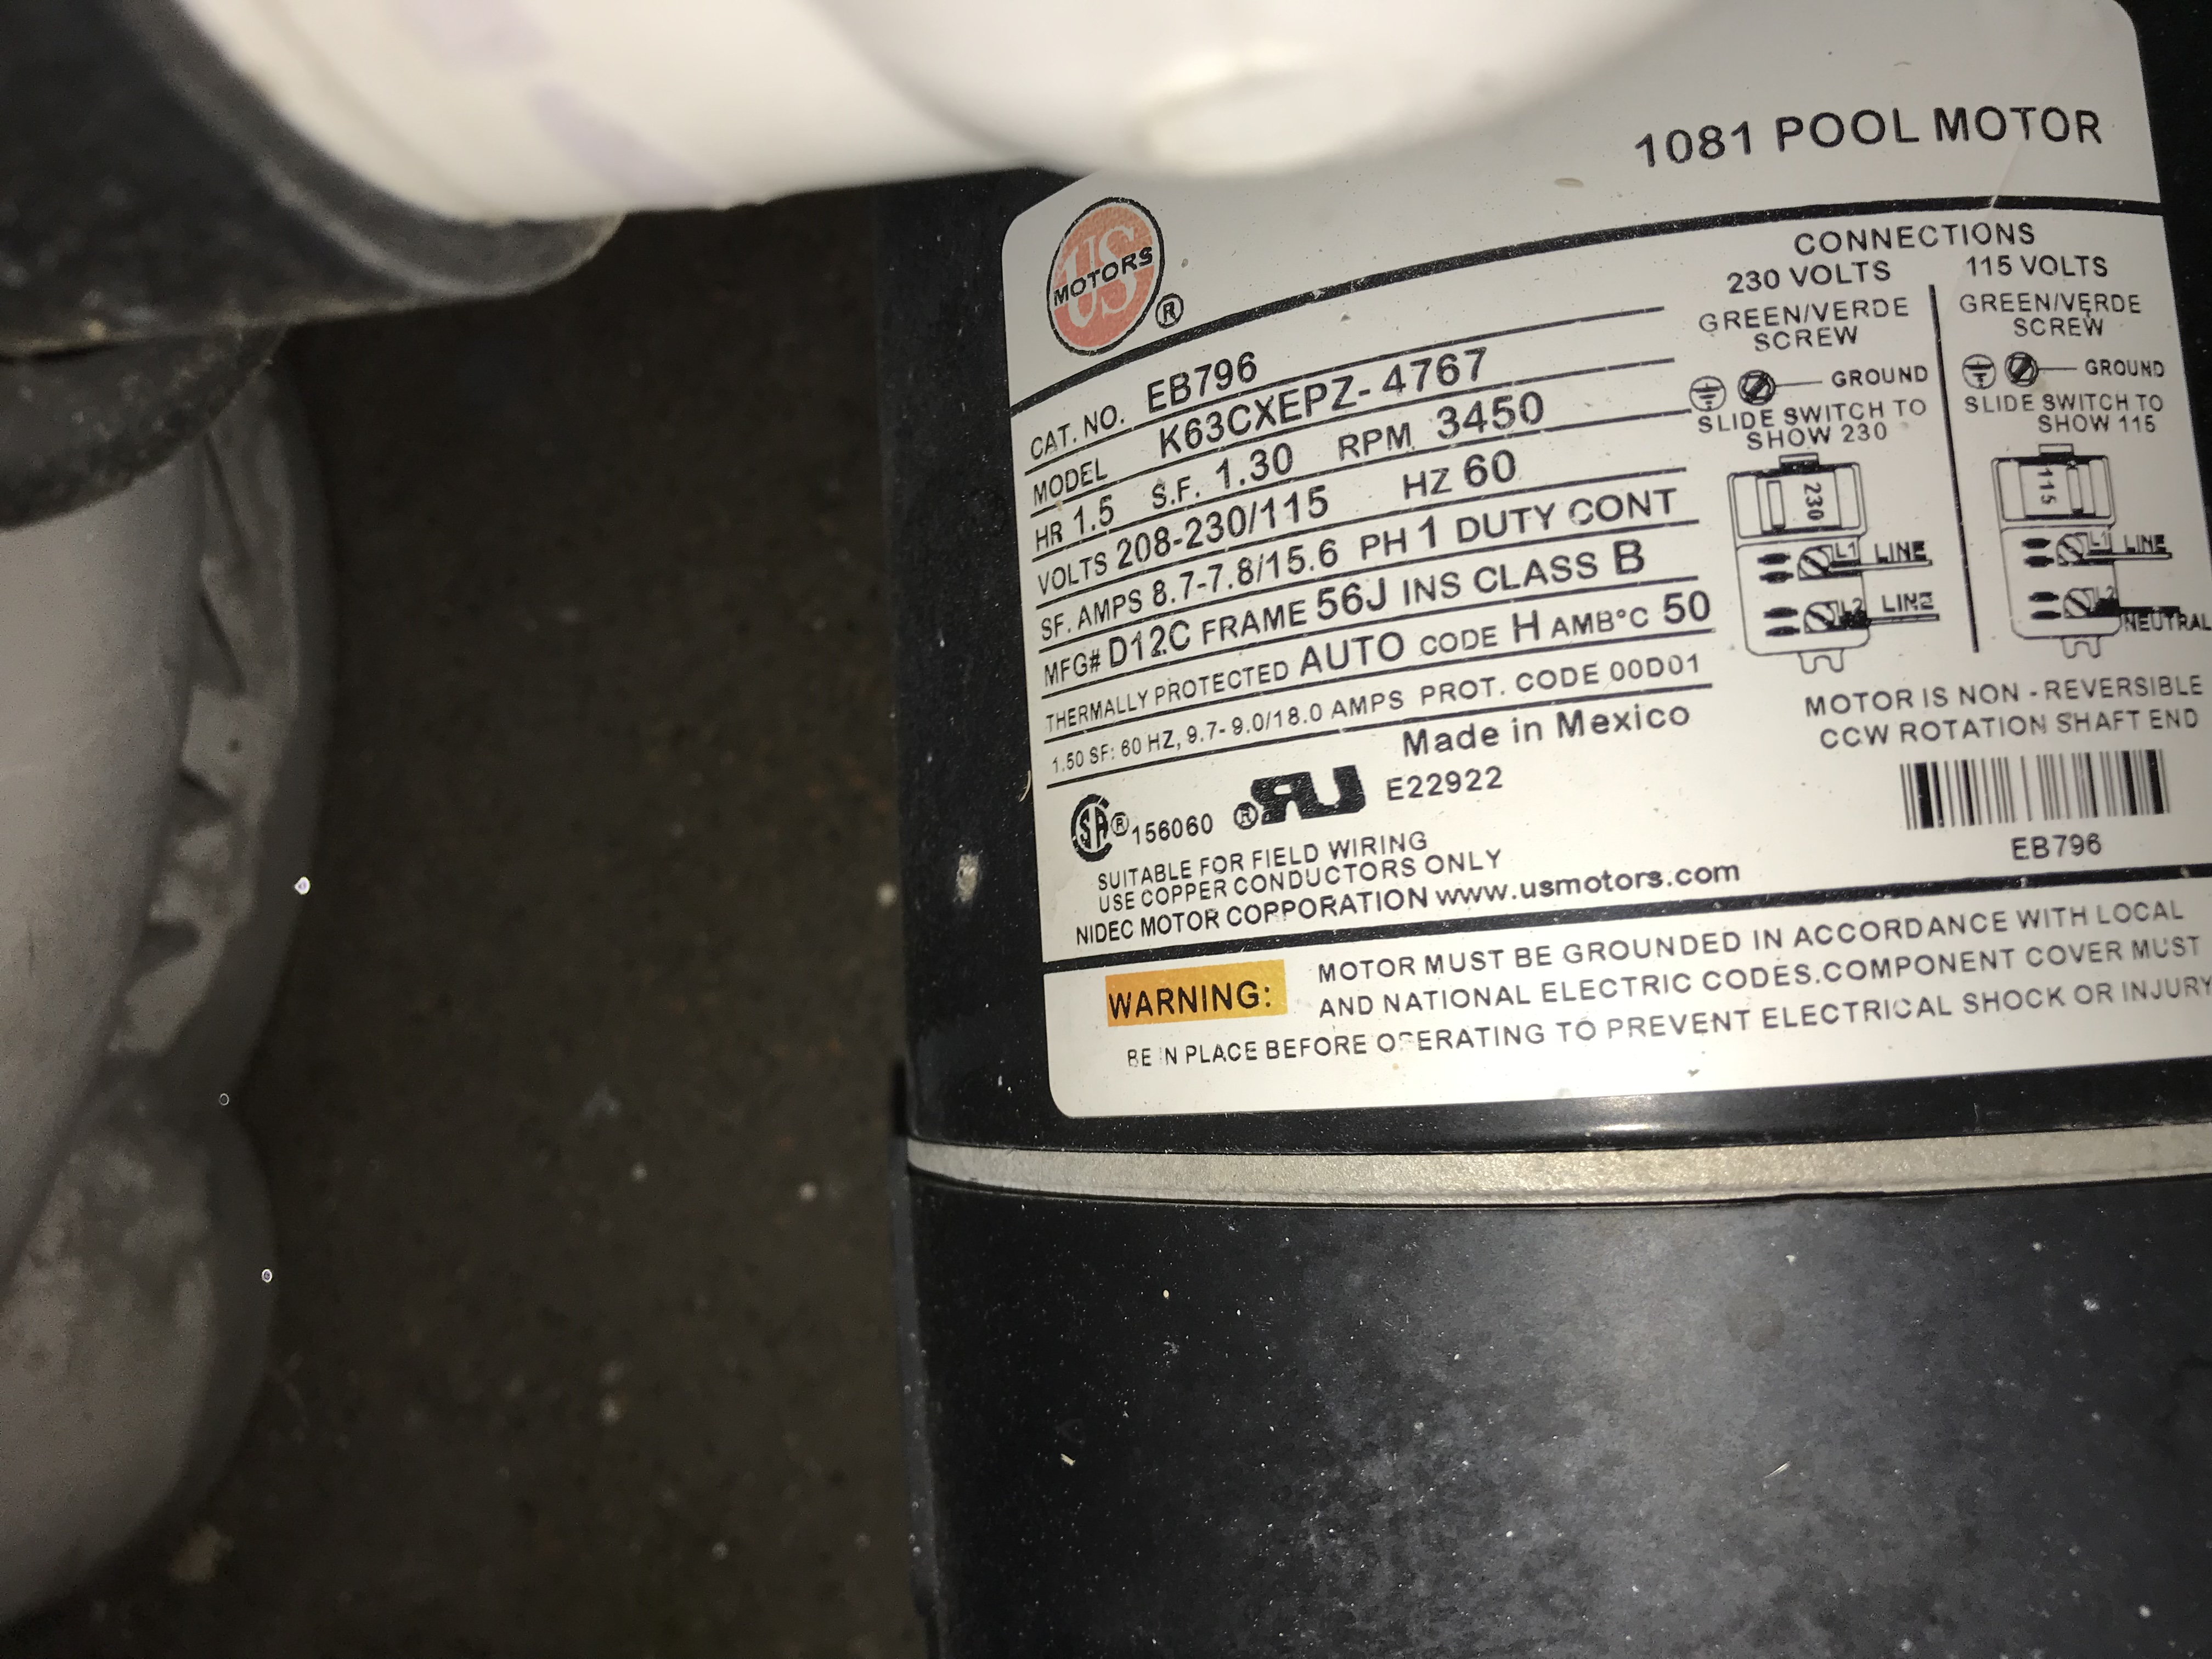 1081 POOL MOTOR
US
MOTORS
®
CAT. NO. EB796
MODEL K63CXEPZ-4767
HR 1.5 S.F. 1.30 RPM 3450
VOLTS 208-230/115 HZ 60
SF. AMPS 8.7-7.8/15.6 PH 1 DUTY CONT
MFG# D12C FRAME 56J INS CLASS B
THERMALLY PROTECTED AUTO CODE H AMB°C 50
1.50 SF: 60 HZ, 9.7-9.0/18.0 AMPS PROT. CODE 00D01
Made in Mexico
SA® 156060 ®RU E22922
SUITABLE FOR FIELD WIRING
USE COPPER CONDUCTORS ONLY
NIDEC MOTOR CORPORATION www.usmotors.com
CONNECTIONS
230 VOLTS
GREEN/VERDE
SCREW
GROUND
SLIDE SWITCH TO
SHOW 230
230
L1 LINE
L2 LINE
115 VOLTS
GREEN/VERDE
SCREW
GROUND
SLIDE SWITCH TO
SHOW 115
115
L1 LINE
L2
NEUTRAL
MOTOR IS NON - REVERSIBLE
CCW ROTATION SHAFT END
EB796
WARNING: MOTOR MUST BE GROUNDED IN ACCORDANCE WITH LOCAL
AND NATIONAL ELECTRIC CODES.COMPONENT COVER MUST
BE IN PLACE BEFORE OPERATING TO PREVENT ELECTRICAL SHOCK OR INJURY